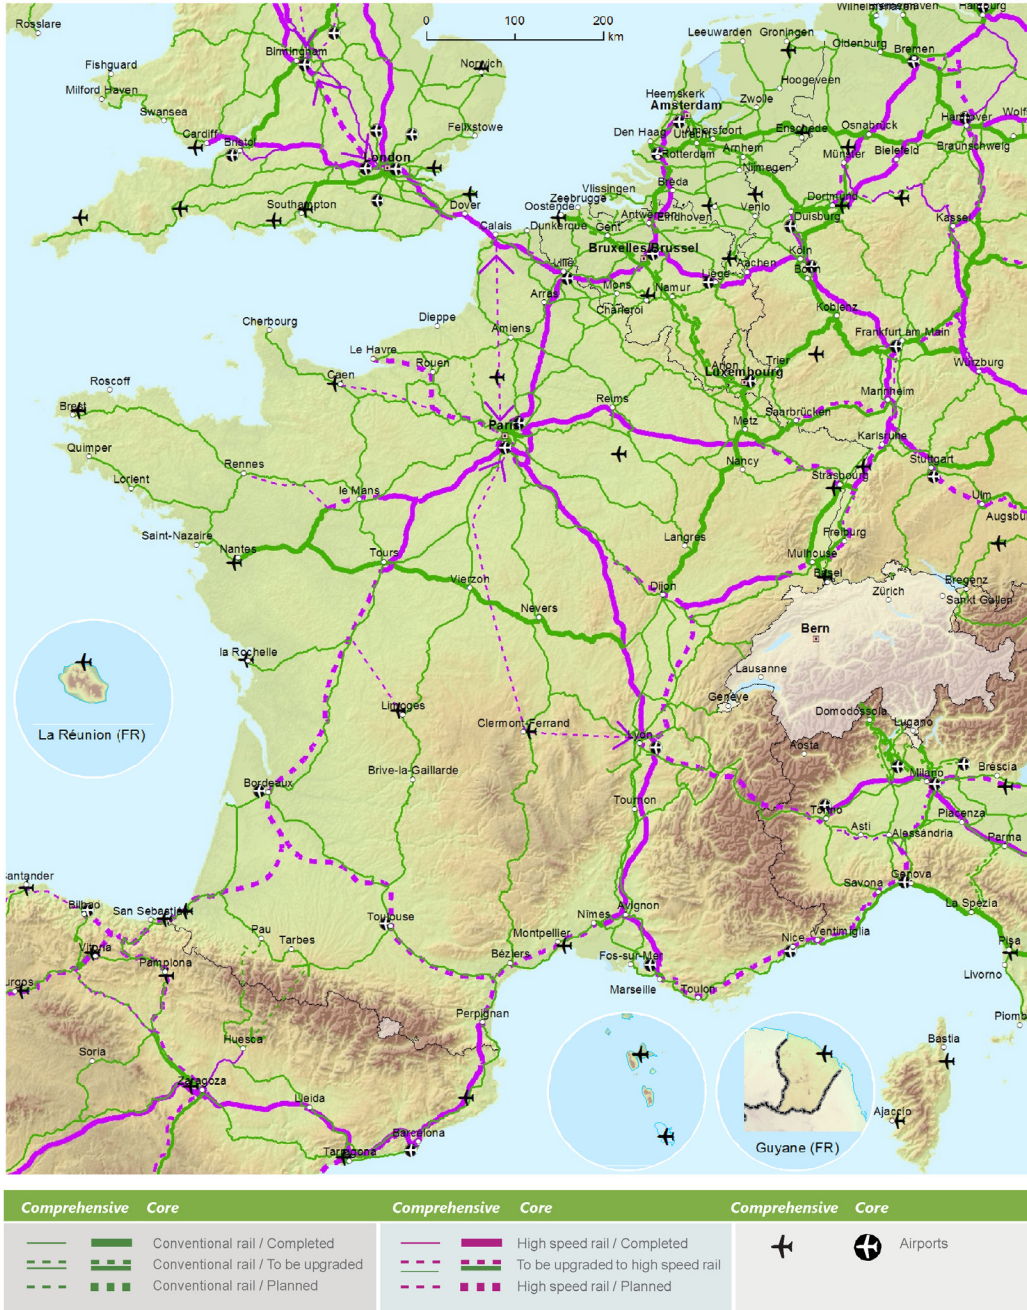 0 100 200
km
Rosslare
Wilhelmshaven
Bremerhaven
Hamburg
Leeuwarden
Groningen
Oldenburg
Bremen
Birmingham
Fishguard
Norwich
Hoogeveen
Milford Haven
Heemskerk
Amsterdam
Zwolle
Swansea
Felixstowe
Cardiff
Bristol
Den Haag
Utrecht
Amersfoort
Enschede
Osnabrück
Hannover
Wolfs
London
Rotterdam
Arnhem
Münster
Bielefeld
Braunschweig
Nijmegen
Southampton
Dover
Vlissingen
Breda
Zeebrugge
Oostende
Venlo
Dortmund
Duisburg
Calais
Dunkerque
Gent
Antwerpen
Eindhoven
Kassel
Bruxelles/Brussel
Lille
Liège
Aachen
Köln
Bonn
Arras
Mons
Namur
Charleroi
Koblenz
Cherbourg
Dieppe
Amiens
Frankfurt am Main
Le Havre
Rouen
Arlon
Trier
Luxembourg
Würzburg
Caen
Roscoff
Mannheim
Brest
Reims
Saarbrücken
Paris
Metz
Karlsruhe
Quimper
Rennes
Nancy
Strasbourg
Stuttgart
Lorient
le Mans
Ulm
Augsbu
Saint-Nazaire
Langres
Freiburg
Nantes
Tours
Mulhouse
Basel
Vierzon
Dijon
Zürich
Bregenz
Sankt Gallen
Nevers
Bern
la Rochelle
Lausanne
Genève
Limoges
Clermont-Ferrand
Domodossola
Lugano
La Réunion (FR)
Lyon
Aosta
Brive-la-Gaillarde
Bordeaux
Milano
Brescia
Tournon
Torino
Piacenza
Asti
Alessandria
Parma
Santander
Savona
Genova
Bilbao
San Sebastián
Toulouse
Avignon
La Spezia
Nîmes
Pau
Tarbes
Montpellier
Nice
Ventimiglia
Vitoria
Pamplona
Béziers
Fos-sur-Mer
Pisa
Burgos
Marseille
Toulon
Livorno
Perpignan
Piomb
Huesca
Soria
Bastia
Zaragoza
Lleida
Ajaccio
Barcelona
Tarragona
Guyane (FR)
Comprehensive Core
Conventional rail / Completed
Conventional rail / To be upgraded
Conventional rail / Planned
Comprehensive Core
High speed rail / Completed
To be upgraded to high speed rail
High speed rail / Planned
Comprehensive Core
Airports